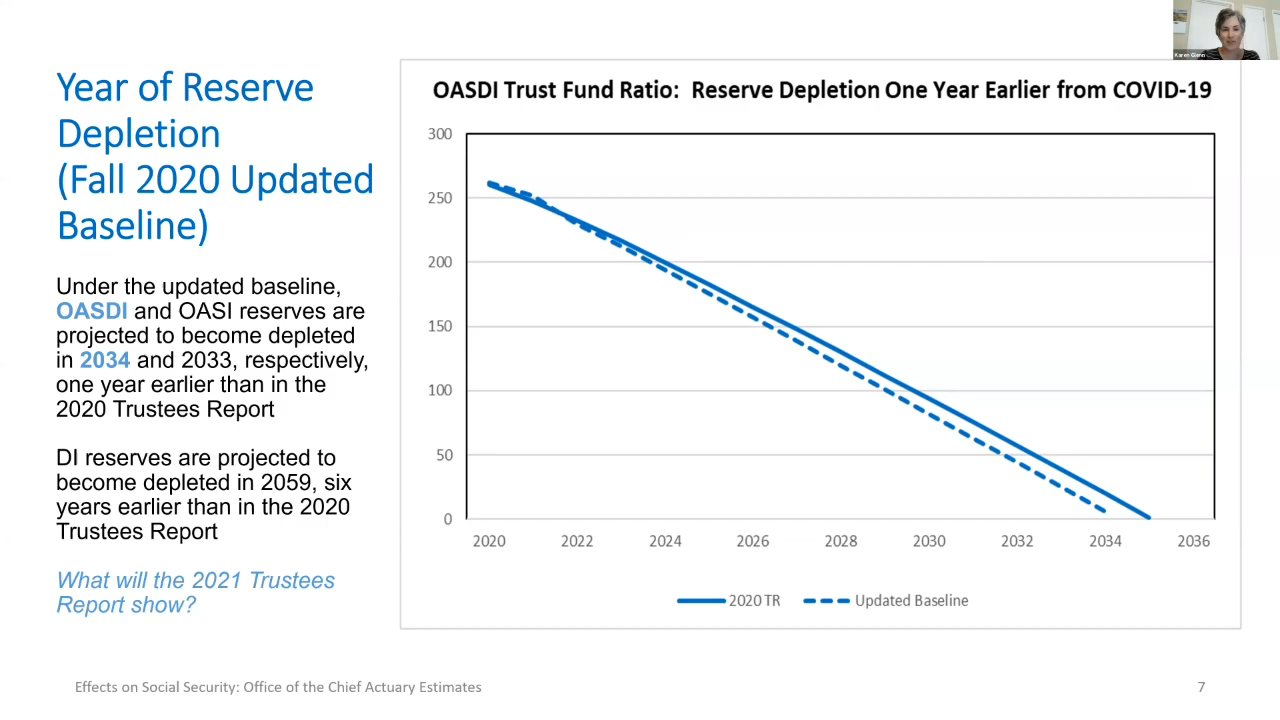 Karen Glenn
Year of Reserve
Depletion
(Fall 2020 Updated
Baseline)
Under the updated baseline,
OASDI and OASI reserves are
projected to become depleted
in 2034 and 2033, respectively,
one year earlier than in the
2020 Trustees Report
DI reserves are projected to
become depleted in 2059, six
years earlier than in the 2020
Trustees Report
What will the 2021 Trustees
Report show?
OASDI Trust Fund Ratio: Reserve Depletion One Year Earlier from COVID-19
300
250
200
150
100
50
0
2020 2022 2024 2026 2028 2030 2032 2034 2036
2020 TR Updated Baseline
Effects on Social Security: Office of the Chief Actuary Estimates
7